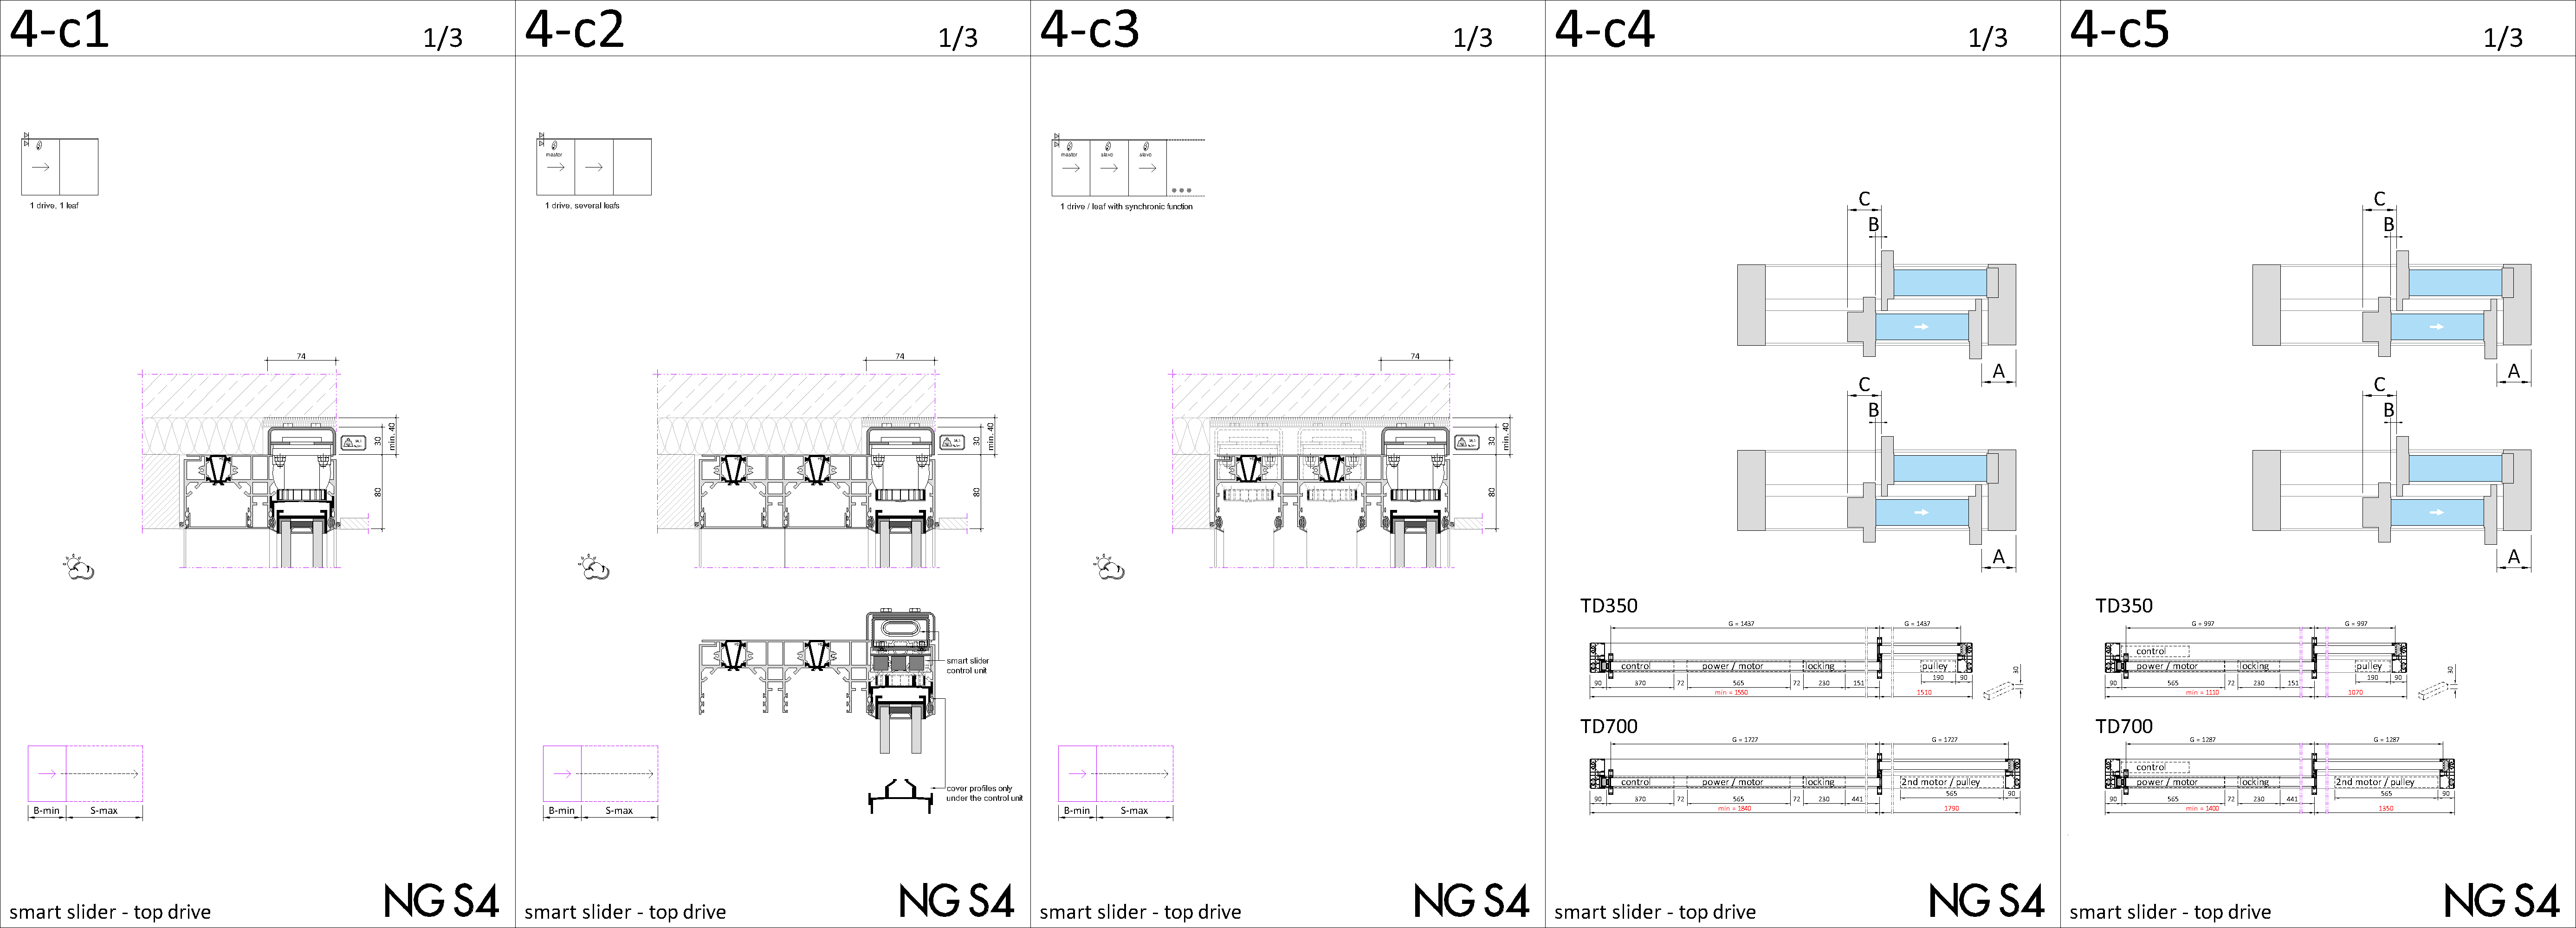 4-c1
1/3
1 drive, 1 leaf
74
30
min. 40
80
B-min
S-max
smart slider - top drive
NG S4
4-c2
1/3
master
1 drive, several leafs
74
30
min. 40
80
smart slider
control unit
cover profiles only
under the control unit
B-min
S-max
smart slider - top drive
NG S4
4-c3
1/3
master slave slave
1 drive / leaf with synchronic function
74
30
min. 40
80
B-min
S-max
smart slider - top drive
NG S4
4-c4
1/3
C
B
A
C
B
A
TD350
G = 1437 G = 1437
control power / motor locking pulley
30
190 90
90 370 72 565 72 230 151
min = 1550 1510
TD700
G = 1727 G = 1727
control power / motor locking 2nd motor / pulley
90 370 72 565 72 230 441 565 90
min = 1840 1790
smart slider - top drive
NG S4
4-c5
1/3
C
B
A
C
B
A
TD350
G = 997 G = 997
control
power / motor locking pulley
30
190 90
90 565 72 230 151
min = 1110 1070
TD700
G = 1287 G = 1287
control
power / motor locking 2nd motor / pulley
90 565 72 230 441 565 90
min = 1400 1350
smart slider - top drive
NG S4